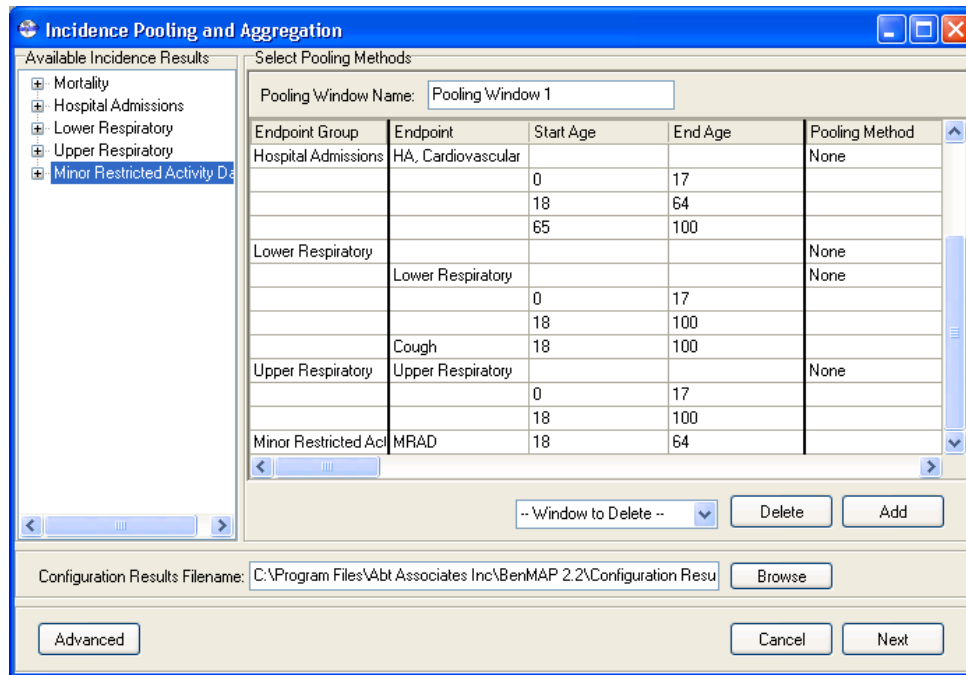 Incidence Pooling and Aggregation
Available Incidence Results
Mortality
Hospital Admissions
Lower Respiratory
Upper Respiratory
Minor Restricted Activity Da
Select Pooling Methods
Pooling Window Name: Pooling Window 1
Endpoint Group Endpoint Start Age End Age Pooling Method
Hospital Admissions HA, Cardiovascular None
0 17
18 64
65 100
Lower Respiratory None
Lower Respiratory None
0 17
18 100
Cough 18 100
Upper Respiratory Upper Respiratory None
0 17
18 100
Minor Restricted Act MRAD 18 64
-- Window to Delete -- Delete Add
Configuration Results Filename: C:\Program Files\Abt Associates Inc\BenMAP 2.2\Configuration Resu Browse
Advanced Cancel Next